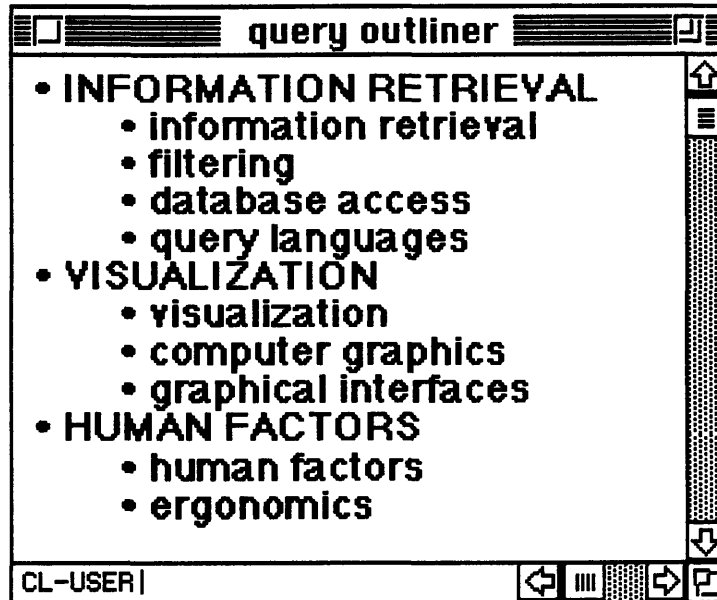 query outliner
• INFORMATION RETRIEVAL
• information retrieval
• filtering
• database access
• query languages
• VISUALIZATION
• visualization
• computer graphics
• graphical interfaces
• HUMAN FACTORS
• human factors
• ergonomics
CL-USER|